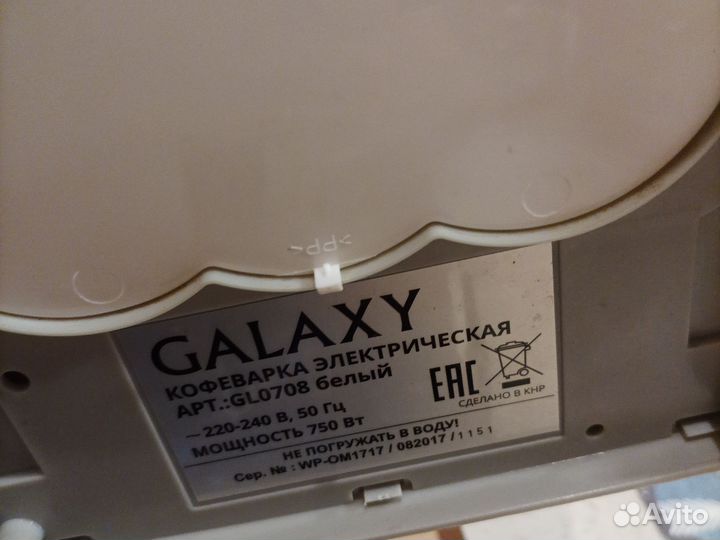 >PP<
GALAXY
КОФЕВАРКА ЭЛЕКТРИЧЕСКАЯ
АРТ.:GL0708 белый
~ 220-240 В, 50 Гц
МОЩНОСТЬ 750 Вт
EAC
СДЕЛАНО В КНР
НЕ ПОГРУЖАТЬ В ВОДУ!
Сер. № : WP-OM1717 / 082017 / 1151
Avito